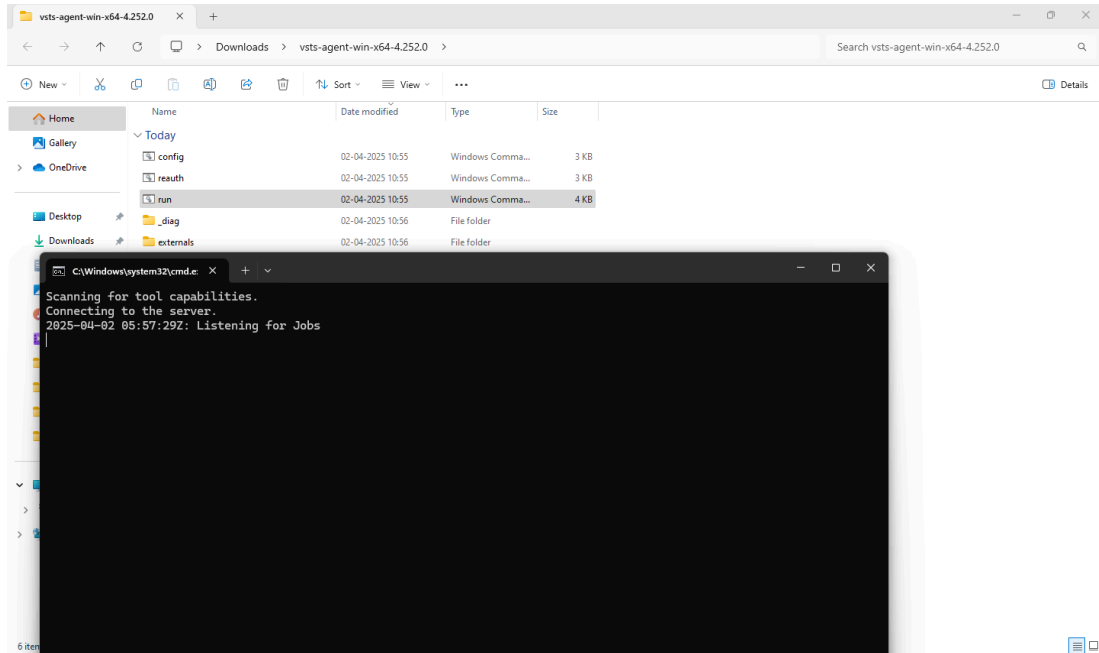 vsts-agent-win-x64-4.252.0
Downloads > vsts-agent-win-x64-4.252.0 >
Search vsts-agent-win-x64-4.252.0
New
Sort
View
Details
Home
Gallery
OneDrive
Desktop
Downloads
Name Date modified Type Size
Today
config 02-04-2025 10:55 Windows Comma... 3 KB
reauth 02-04-2025 10:55 Windows Comma... 3 KB
run 02-04-2025 10:55 Windows Comma... 4 KB
_diag 02-04-2025 10:56 File folder
externals 02-04-2025 10:56 File folder
C:\Windows\system32\cmd.e:
Scanning for tool capabilities.
Connecting to the server.
2025-04-02 05:57:29Z: Listening for Jobs
6 iten